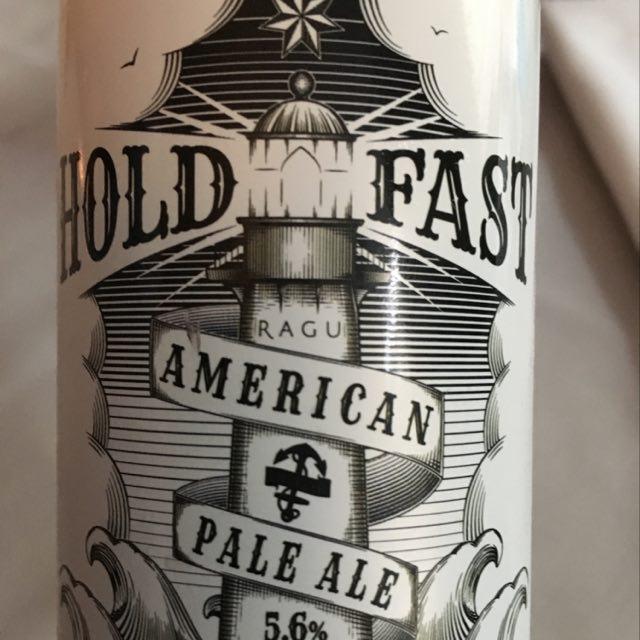 HOLD FAST
RAGU
AMERICAN
PALE ALE
5.6%